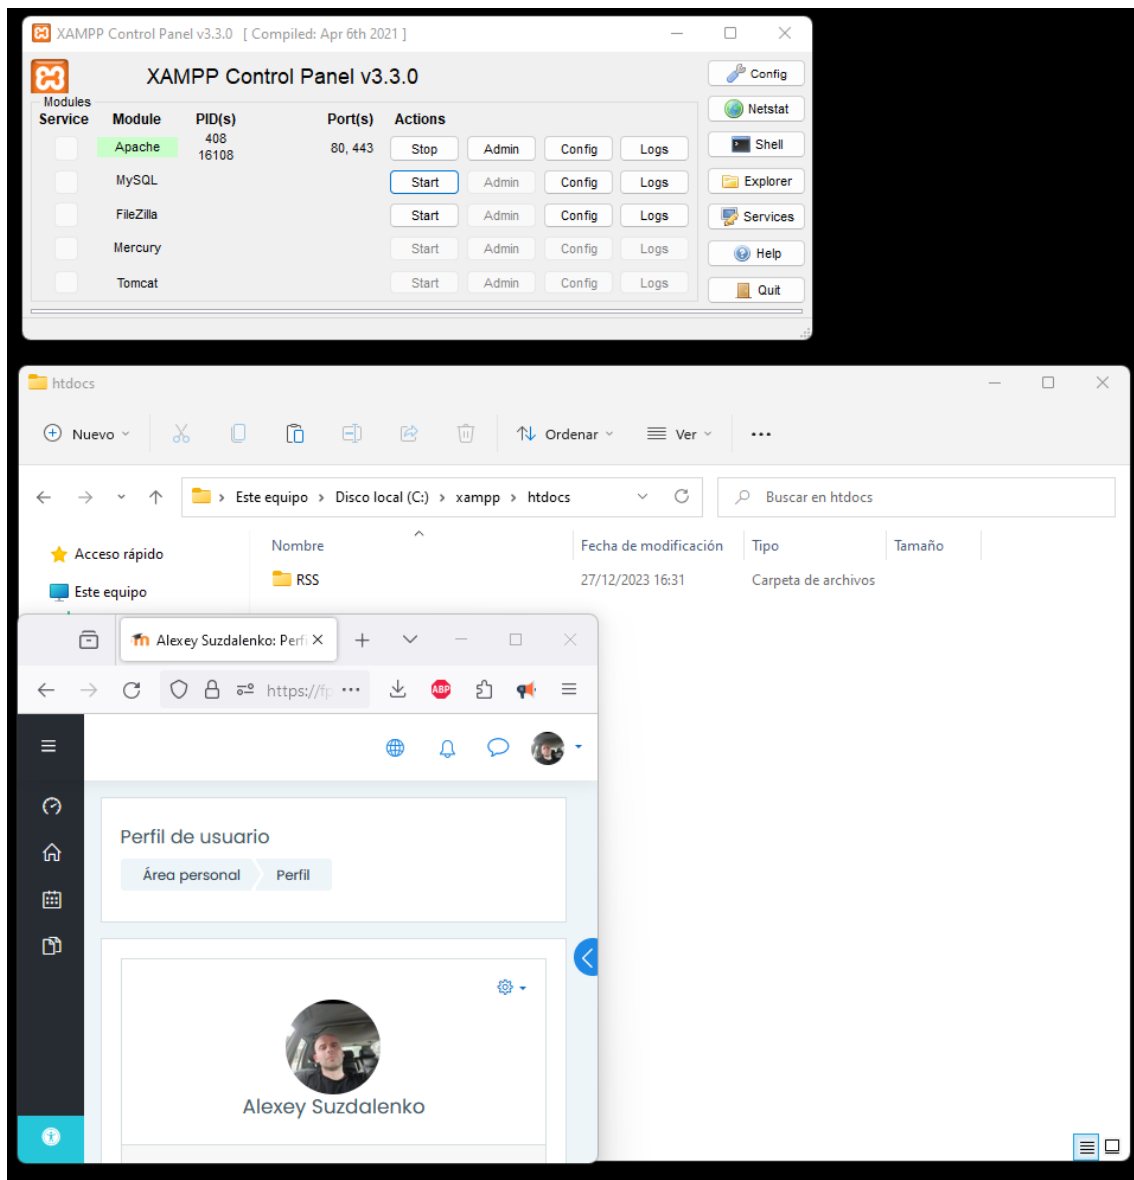 XAMPP Control Panel v3.3.0 [ Compiled: Apr 6th 2021 ]
XAMPP Control Panel v3.3.0
Config
Modules
Netstat
Service Module PID(s) Port(s) Actions
Apache 408 16108 80, 443 Stop Admin Config Logs
Shell
MySQL Start Admin Config Logs
Explorer
FileZilla Start Admin Config Logs
Services
Mercury Start Admin Config Logs
Help
Tomcat Start Admin Config Logs
Quit
htdocs
Nuevo Ordenar Ver
Este equipo Disco local (C:) xampp htdocs Buscar en htdocs
Acceso rápido
Nombre Fecha de modificación Tipo Tamaño
RSS 27/12/2023 16:31 Carpeta de archivos
Este equipo
Alexey Suzdalenko: Perfi
https://fp
ABP
Perfil de usuario
Área personal Perfil
Alexey Suzdalenko